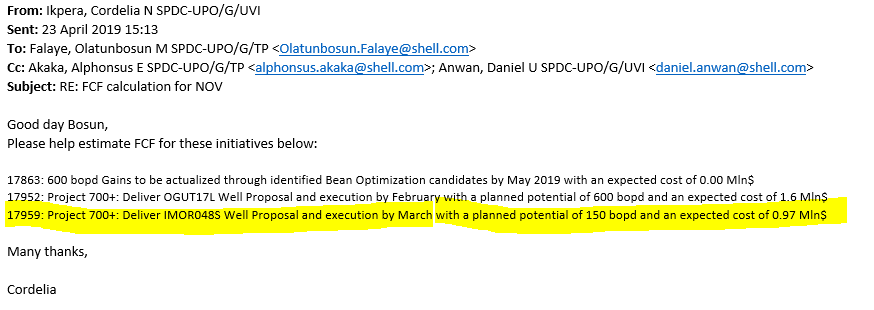 From: Ikpera, Cordelia N SPDC-UPO/G/UVI
Sent: 23 April 2019 15:13
To: Falaye, Olatunbosun M SPDC-UPO/G/TP <Olatunbosun.Falaye@shell.com>
Cc: Akaka, Alphonsus E SPDC-UPO/G/TP <alphonsus.akaka@shell.com>; Anwan, Daniel U SPDC-UPO/G/UVI <daniel.anwan@shell.com>
Subject: RE: FCF calculation for NOV
Good day Bosun,
Please help estimate FCF for these initiatives below:
17863: 600 bopd Gains to be actualized through identified Bean Optimization candidates by May 2019 with an expected cost of 0.00 Mln$
17952: Project 700+: Deliver OGUT17L Well Proposal and execution by February with a planned potential of 600 bopd and an expected cost of 1.6 Mln$
17959: Project 700+: Deliver IMOR048S Well Proposal and execution by March with a planned potential of 150 bopd and an expected cost of 0.97 Mln$
Many thanks,
Cordelia